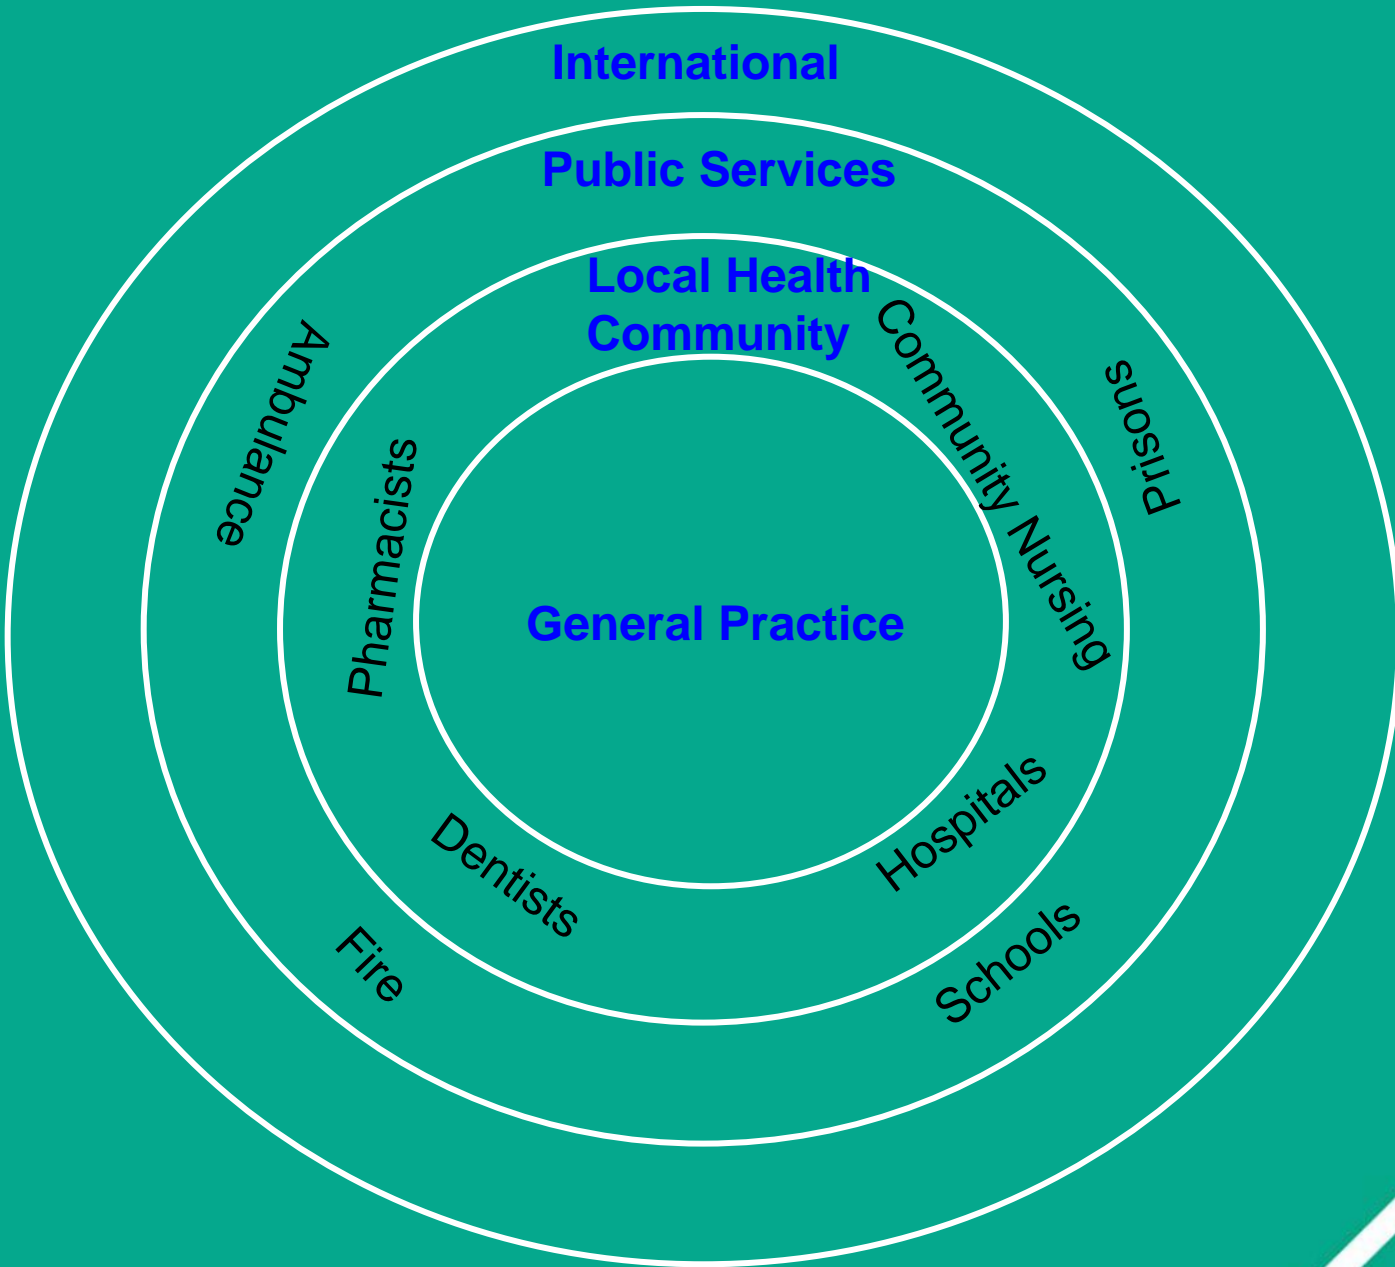 International
Public Services
Local Health
Community
Community Nursing
Prisons
Ambulance
Pharmacists
General Practice
Hospitals
Dentists
Schools
Fire